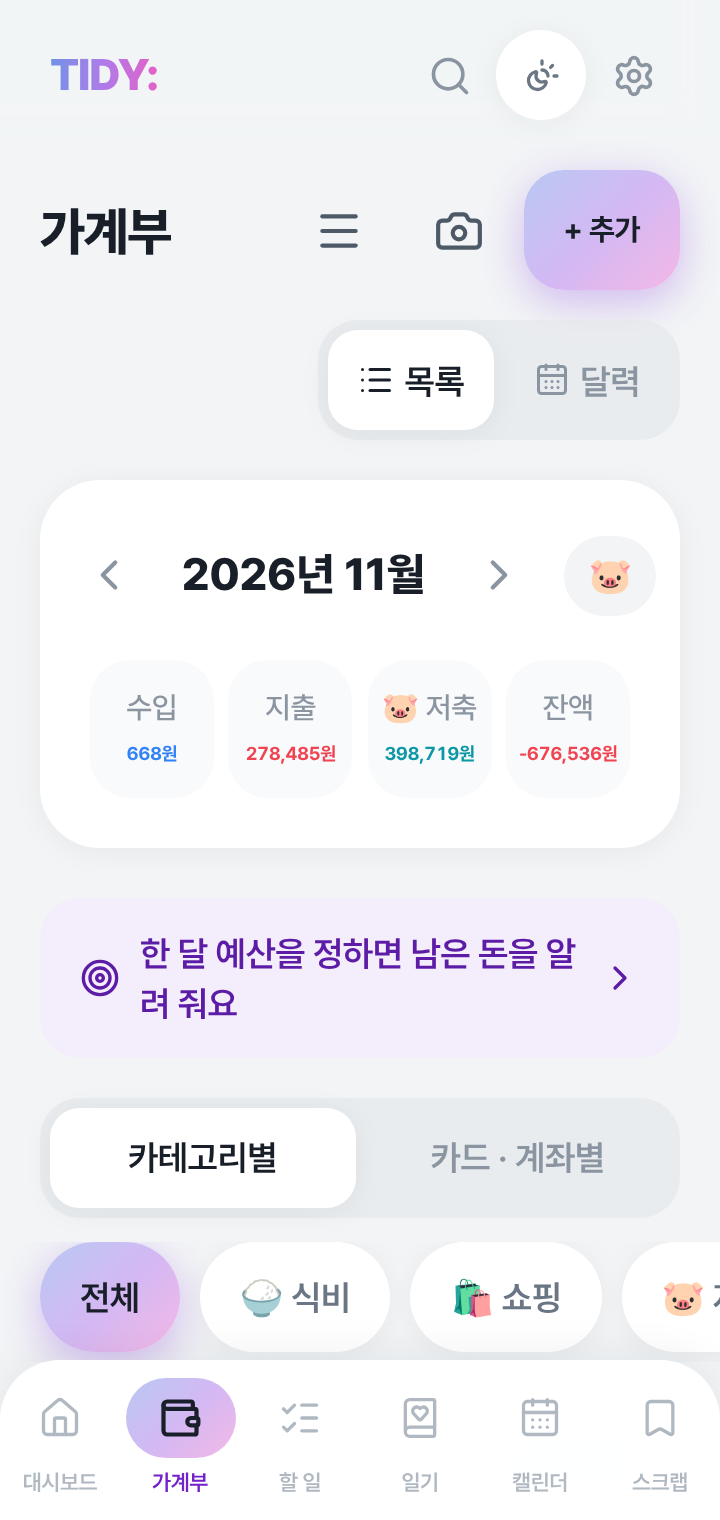 TIDY:
가계부
+ 추가
목록
달력
2026년 11월
수입
지출
저축
잔액
668원
278,485원
398,719원
-676,536원
한 달 예산을 정하면 남은 돈을 알
려 줘요
카테고리별
카드 · 계좌별
전체
식비
쇼핑
대시보드
가계부
할 일
일기
캘린더
스크랩